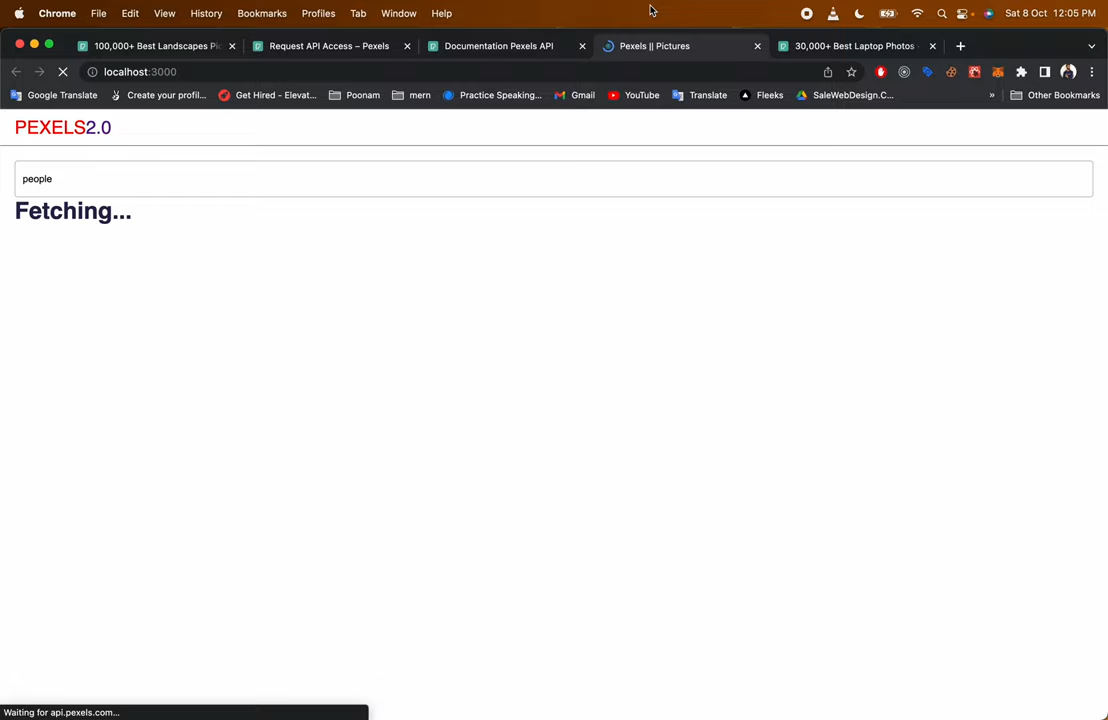 Chrome File Edit View History Bookmarks Profiles Tab Window Help Sat 8 Oct 12:05 PM
100,000+ Best Landscapes Pi Request API Access – Pexels Documentation Pexels API Pexels || Pictures 30,000+ Best Laptop Photos
localhost:3000
Google Translate Create your profil... Get Hired - Elevat... Poonam mern Practice Speaking... Gmail YouTube Translate Fleeks SaleWebDesign.C... » Other Bookmarks
PEXELS2.0
people
Fetching...
Waiting for api.pexels.com...